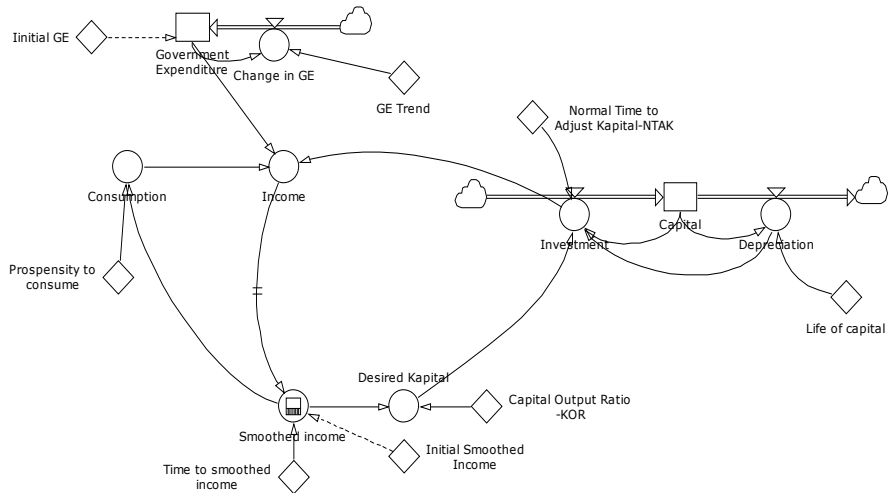 Iinitial GE
Government
Expenditure
Change in GE
GE Trend
Normal Time to
Adjust Kapital-NTAK
Consumption
Income
Capital
Investment
Depreciation
Prospensity to
consume
Life of capital
Desired Kapital
Capital Output Ratio
-KOR
Smoothed income
Initial Smoothed
Income
Time to smoothed
income